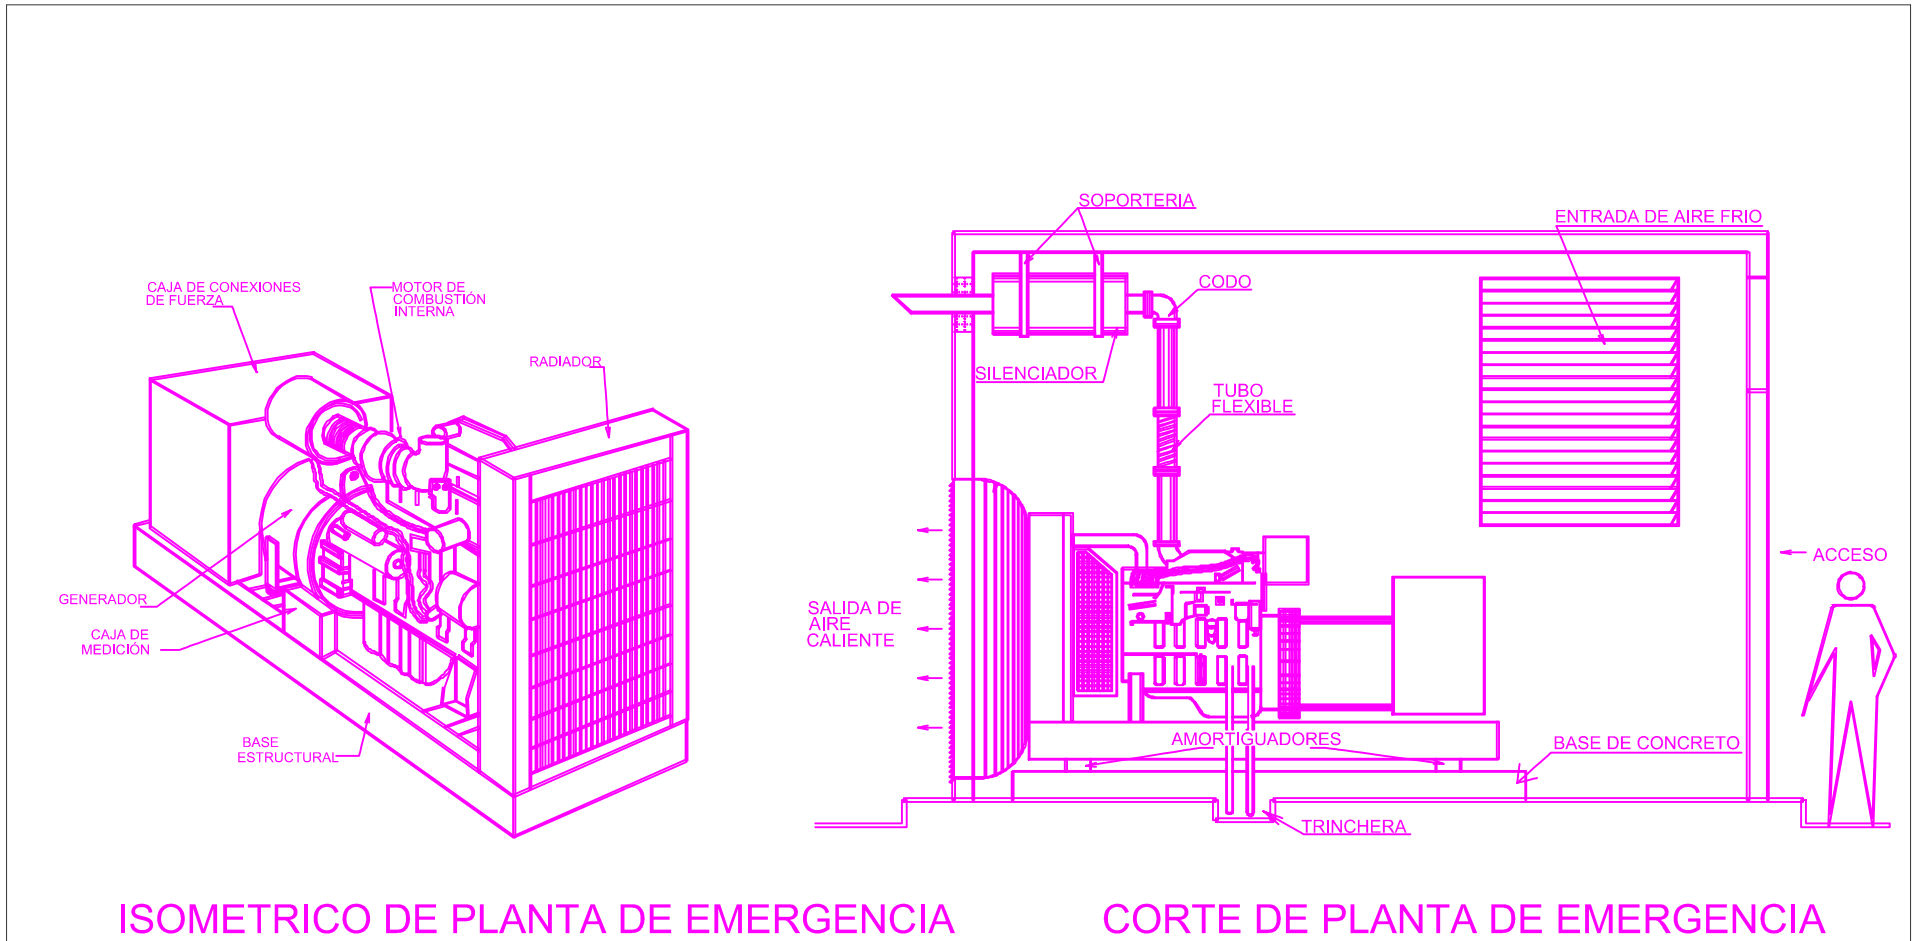 CAJA DE CONEXIONES
DE FUERZA
MOTOR DE
COMBUSTIÓN
INTERNA
RADIADOR
GENERADOR
CAJA DE
MEDICIÓN
BASE
ESTRUCTURAL
ISOMETRICO DE PLANTA DE EMERGENCIA
SOPORTERIA
ENTRADA DE AIRE FRIO
CODO
SILENCIADOR
TUBO
FLEXIBLE
ACCESO
SALIDA DE
AIRE
CALIENTE
AMORTIGUADORES
BASE DE CONCRETO
TRINCHERA
CORTE DE PLANTA DE EMERGENCIA